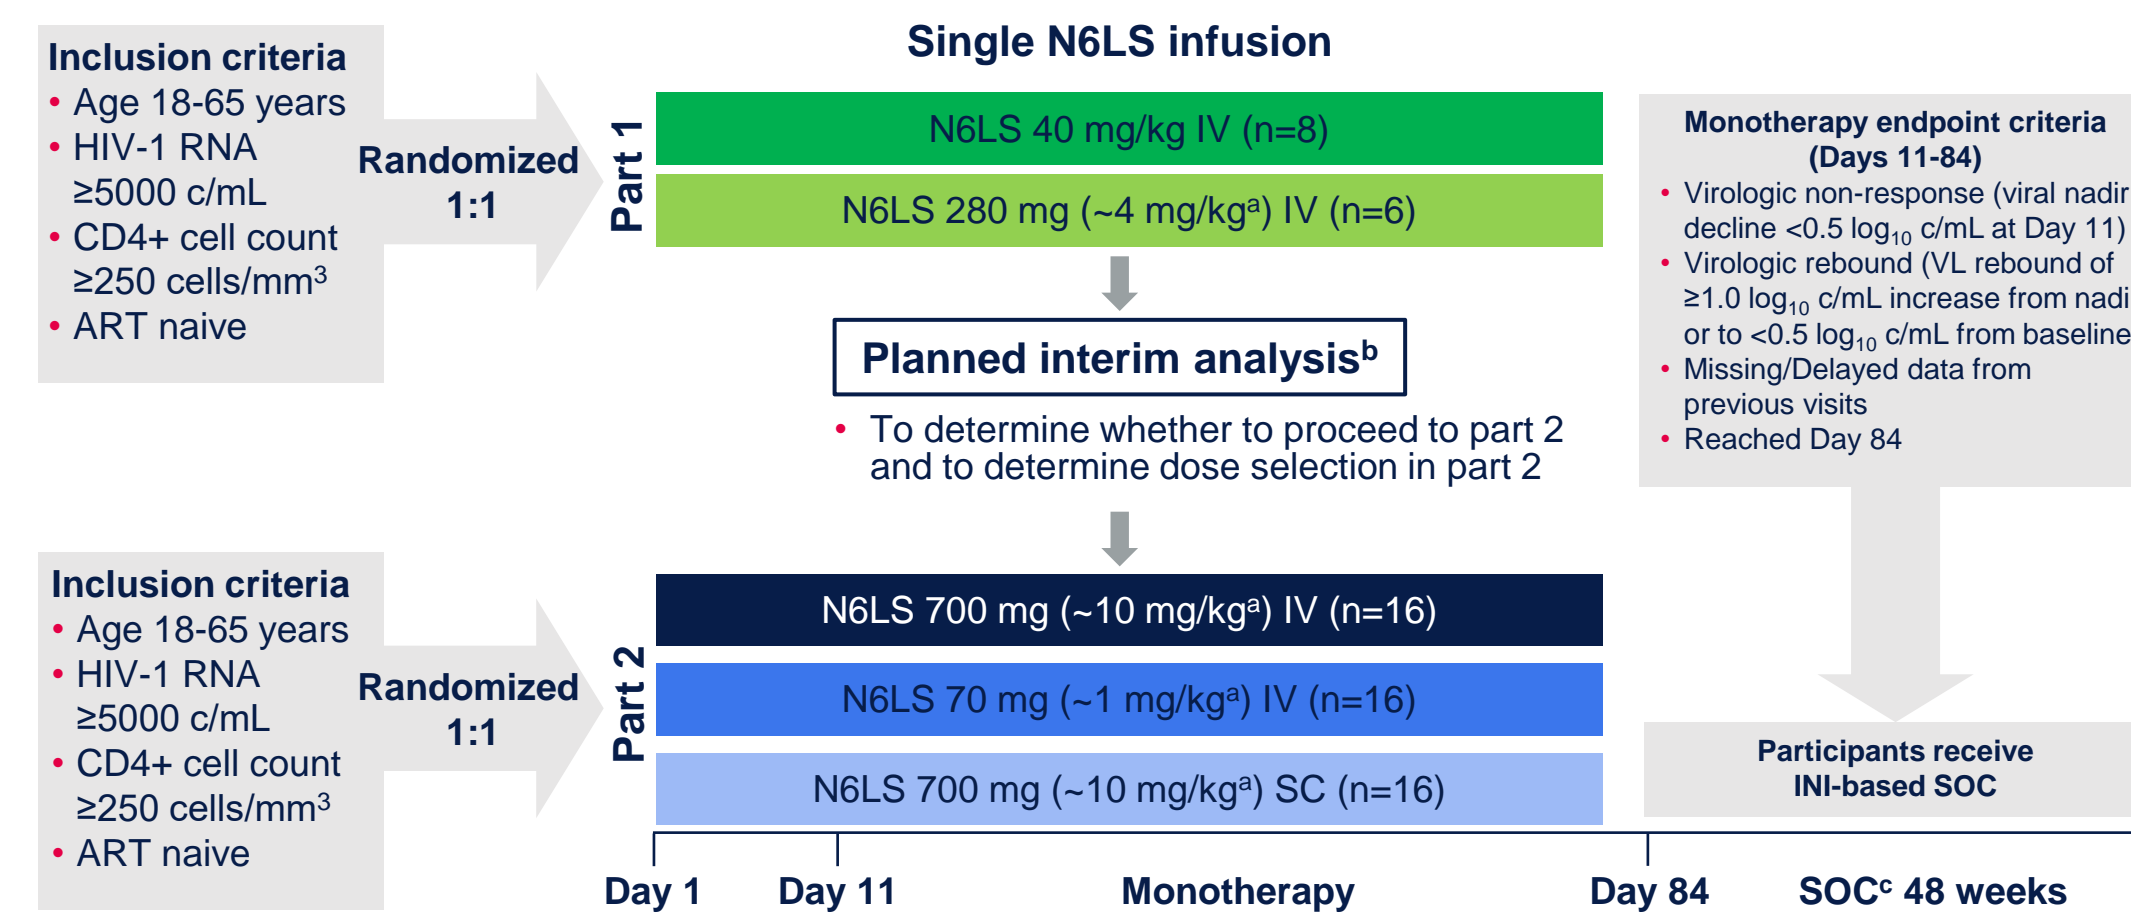 Single N6LS infusion
Inclusion criteria
• Age 18-65 years
• HIV-1 RNA
≥5000 c/mL
• CD4+ cell count
≥250 cells/mm³
• ART naive
Randomized
1:1
Part 1
N6LS 40 mg/kg IV (n=8)
N6LS 280 mg (~4 mg/kgᵃ) IV (n=6)
Planned interim analysisᵇ
• To determine whether to proceed to part 2
and to determine dose selection in part 2
Monotherapy endpoint criteria
(Days 11-84)
• Virologic non-response (viral nadir
decline <0.5 log₁₀ c/mL at Day 11)
• Virologic rebound (VL rebound of
≥1.0 log₁₀ c/mL increase from nadi
or to <0.5 log₁₀ c/mL from baseline
• Missing/Delayed data from
previous visits
• Reached Day 84
Inclusion criteria
• Age 18-65 years
• HIV-1 RNA
≥5000 c/mL
• CD4+ cell count
≥250 cells/mm³
• ART naive
Randomized
1:1
Part 2
N6LS 700 mg (~10 mg/kgᵃ) IV (n=16)
N6LS 70 mg (~1 mg/kgᵃ) IV (n=16)
N6LS 700 mg (~10 mg/kgᵃ) SC (n=16)
Participants receive
INI-based SOC
Day 1 Day 11 Monotherapy Day 84 SOCᶜ 48 weeks